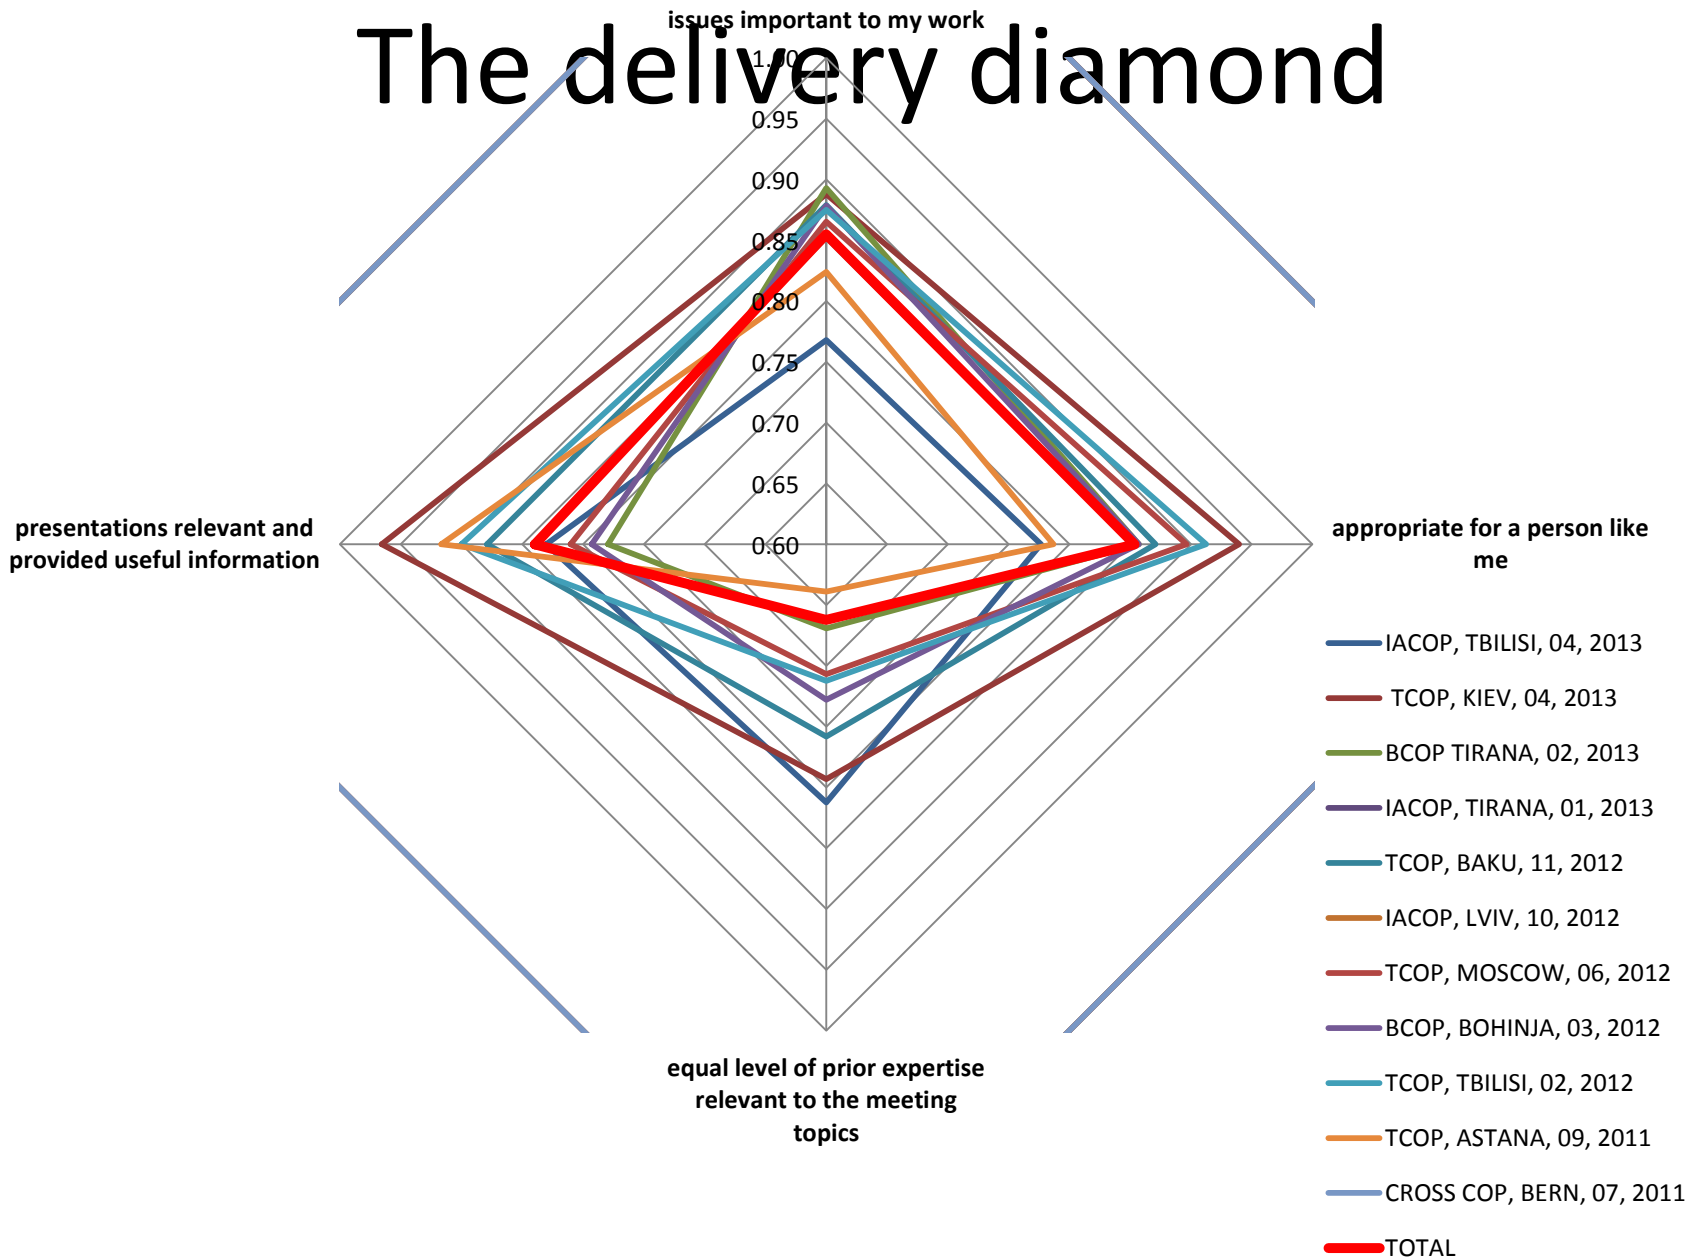 issues important to my work
The delivery diamond
1.00
0.95
0.90
0.85
0.80
0.75
0.70
0.65
0.60
presentations relevant and
provided useful information
appropriate for a person like
me
equal level of prior expertise
relevant to the meeting
topics
IACOP, TBILISI, 04, 2013
TCOP, KIEV, 04, 2013
BCOP TIRANA, 02, 2013
IACOP, TIRANA, 01, 2013
TCOP, BAKU, 11, 2012
IACOP, LVIV, 10, 2012
TCOP, MOSCOW, 06, 2012
BCOP, BOHINJA, 03, 2012
TCOP, TBILISI, 02, 2012
TCOP, ASTANA, 09, 2011
CROSS COP, BERN, 07, 2011
TOTAL